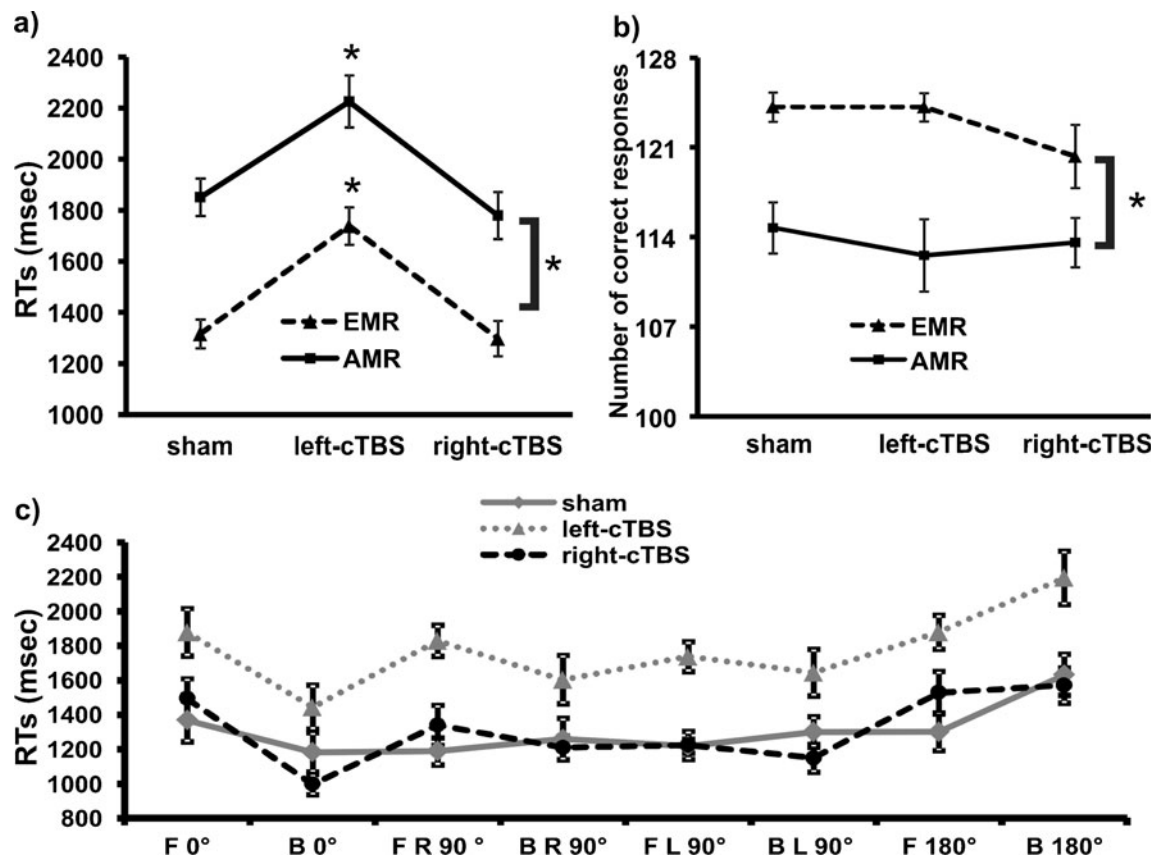 a)
2400
2200
2000
1800
1600
1400
1200
1000
RTs (msec)
*
*
*
EMR
AMR
sham left-cTBS right-cTBS
b)
128
121
114
107
100
Number of correct responses
*
EMR
AMR
sham left-cTBS right-cTBS
c)
sham
left-cTBS
right-cTBS
2400
2200
2000
1800
1600
1400
1200
1000
800
RTs (msec)
F 0° B 0° F R 90 ° B R 90° F L 90° B L 90° F 180° B 180°